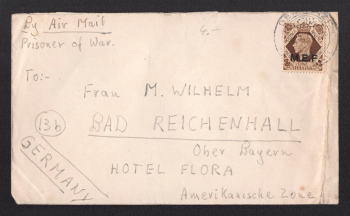 By Air Mail
4.-
Prisoner of War.
M.E.F.
To:-
Frau M. WILHELM
13b
BAD REICHENHALL
Ober Bayern
GERMANY
HOTEL FLORA
Amerikanische Zone